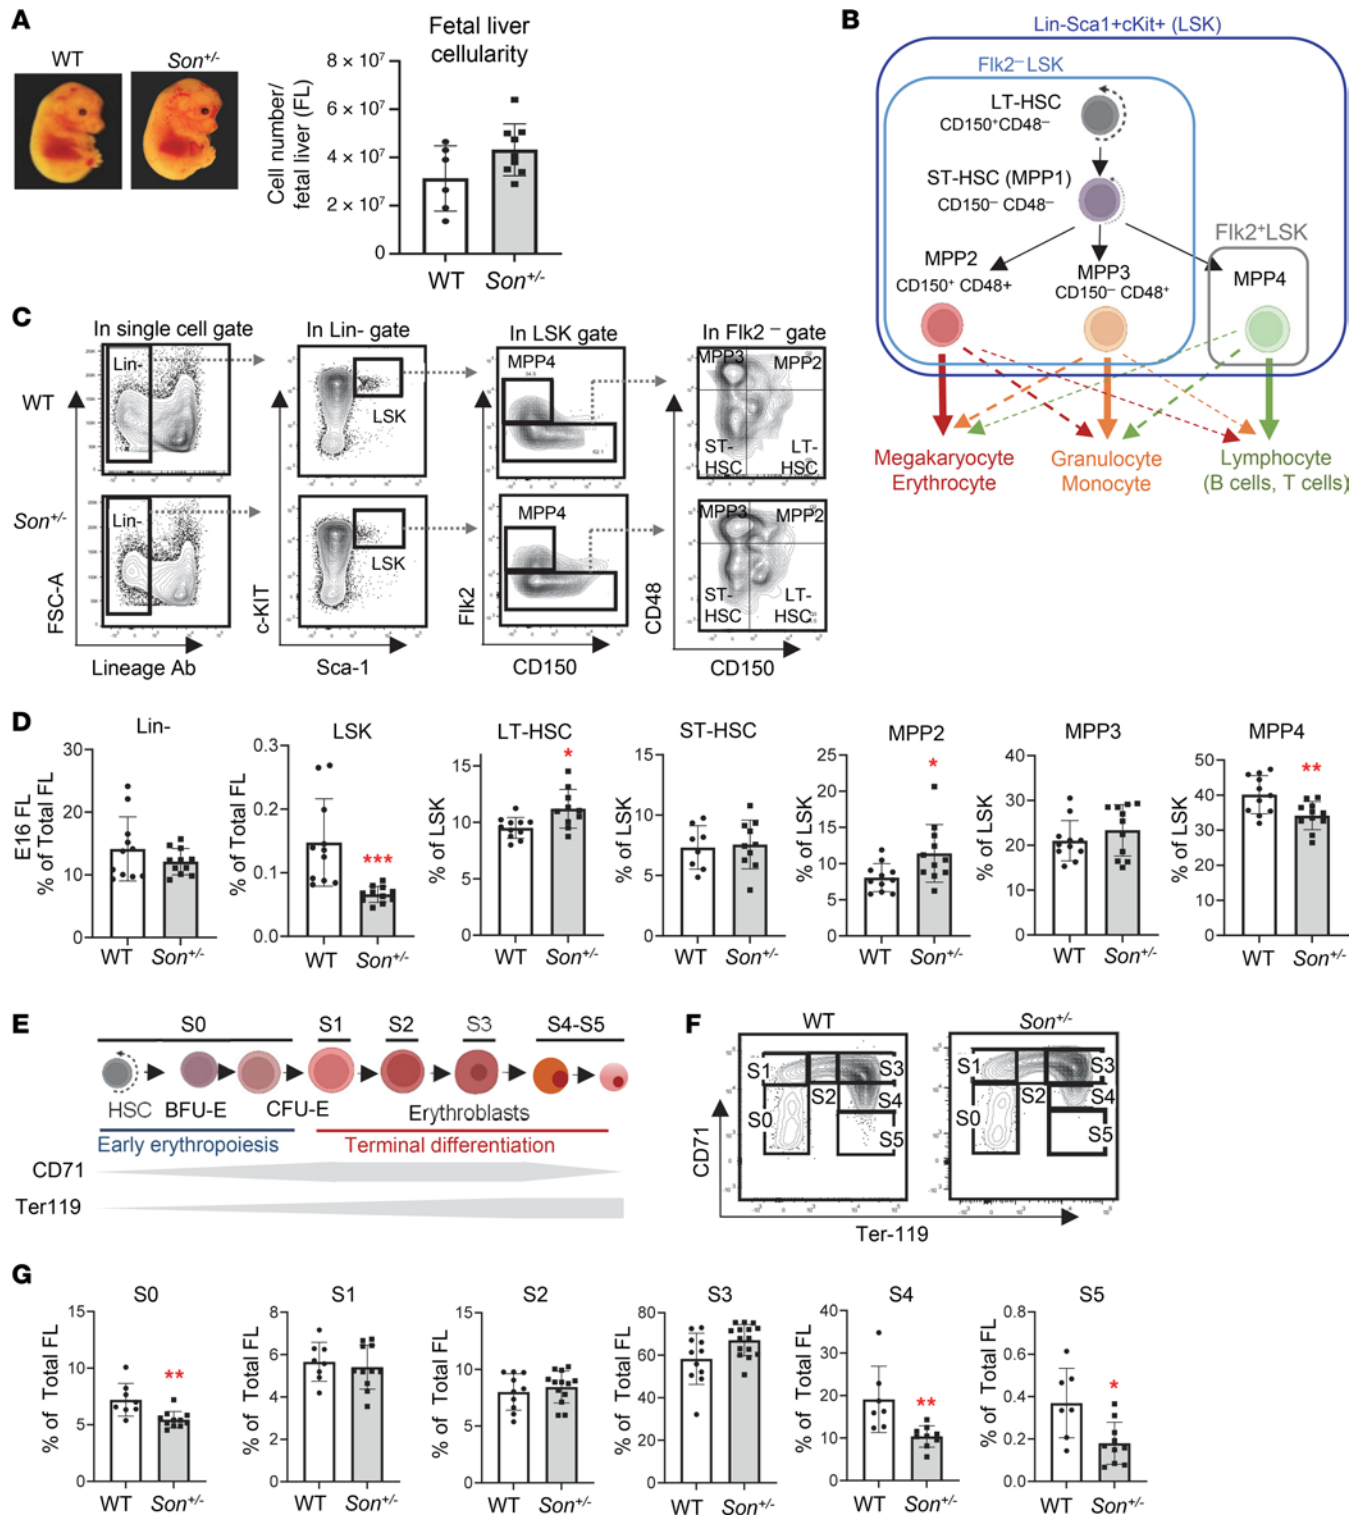 A
WT
Son+/-
Fetal liver
cellularity
Cell number/
fetal liver (FL)
8 × 10⁷
6 × 10⁷
4 × 10⁷
2 × 10⁷
0
WT
Son+/-
B
Lin-Sca1+cKit+ (LSK)
Flk2⁻ LSK
LT-HSC
CD150⁺CD48⁻
ST-HSC (MPP1)
CD150⁻ CD48⁻
Flk2⁺LSK
MPP2
CD150⁺ CD48+
MPP3
CD150⁻ CD48⁺
MPP4
Megakaryocyte
Erythrocyte
Granulocyte
Monocyte
Lymphocyte
(B cells, T cells)
C
In single cell gate
In Lin- gate
In LSK gate
In Flk2⁻ gate
WT
Lin-
LSK
MPP4
MPP3
MPP2
ST-
HSC
LT-
HSC
Son+/-
Lin-
LSK
MPP4
MPP3
MPP2
ST-
HSC
LT-
HSC
FSC-A
Lineage Ab
c-KIT
Sca-1
Flk2
CD150
CD48
CD150
D
E16 FL
Lin-
% of Total FL
30
20
10
0
WT Son+/-
LSK
% of Total FL
0.3
0.2
0.1
0.0
***
WT Son+/-
LT-HSC
% of LSK
15
10
5
0
*
WT Son+/-
ST-HSC
% of LSK
15
10
5
0
WT Son+/-
MPP2
% of LSK
25
20
15
10
5
0
*
WT Son+/-
MPP3
% of LSK
40
30
20
10
0
WT Son+/-
MPP4
% of LSK
50
40
30
20
10
0
**
WT Son+/-
E
S0 S1 S2 S3 S4-S5
HSC BFU-E CFU-E Erythroblasts
Early erythropoiesis Terminal differentiation
CD71
Ter119
F
WT
Son+/-
S1
S3
S2
S4
S0
S5
S1
S3
S2
S4
S0
S5
CD71
Ter-119
G
S0
% of Total FL
15
10
5
0
**
WT Son+/-
S1
% of Total FL
8
6
4
2
0
WT Son+/-
S2
% of Total FL
15
10
5
0
WT Son+/-
S3
% of Total FL
80
60
40
20
0
WT Son+/-
S4
% of Total FL
40
30
20
10
0
**
WT Son+/-
S5
% of Total FL
0.8
0.6
0.4
0.2
0.0
*
WT Son+/-